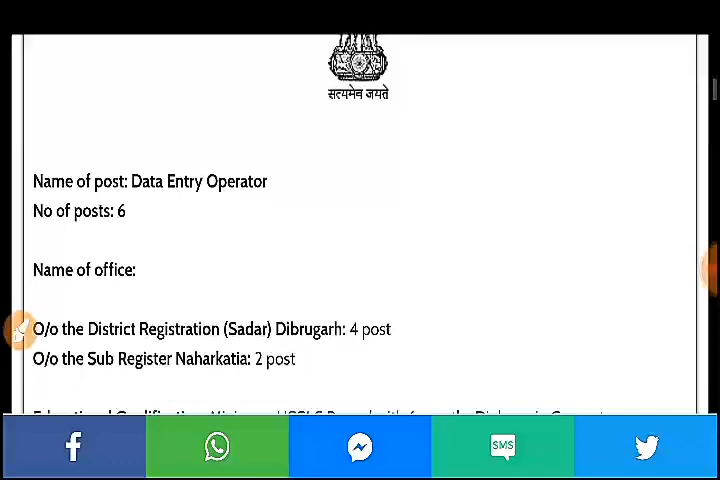 सत्यमेव जयते
Name of post: Data Entry Operator
No of posts: 6
Name of office:
O/o the District Registration (Sadar) Dibrugarh: 4 post
O/o the Sub Register Naharkatia: 2 post
SMS